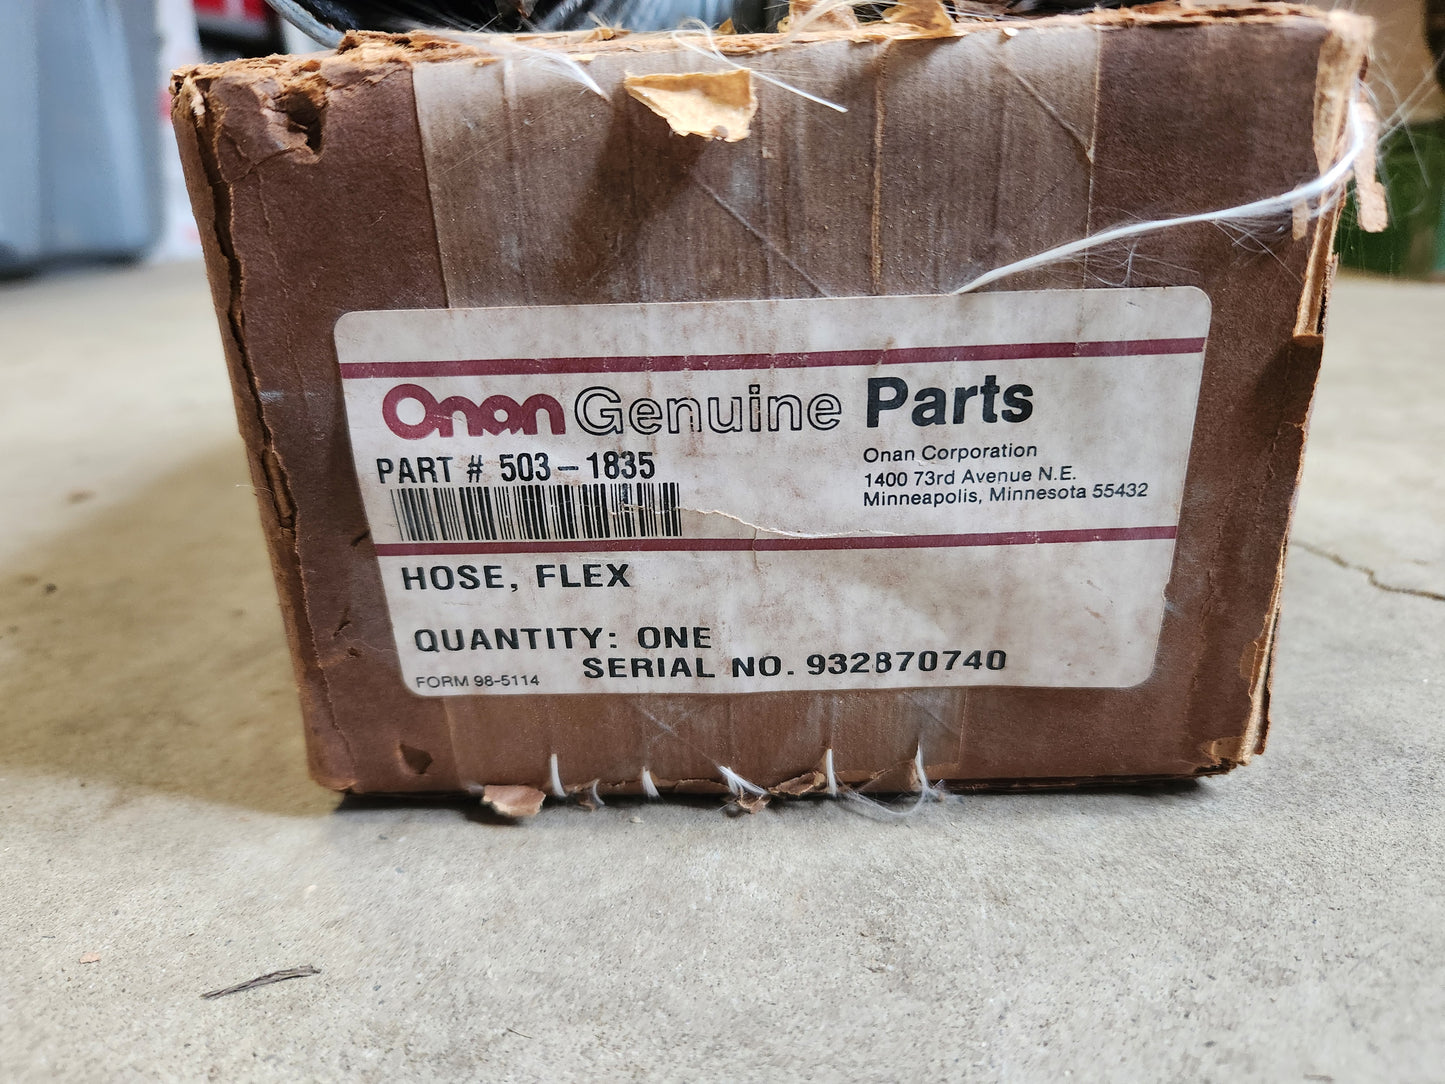 Onan Genuine Parts
PART # 503-1835
Onan Corporation
1400 73rd Avenue N.E.
Minneapolis, Minnesota 55432
HOSE, FLEX
QUANTITY: ONE
SERIAL NO. 932870740
FORM 98-5114